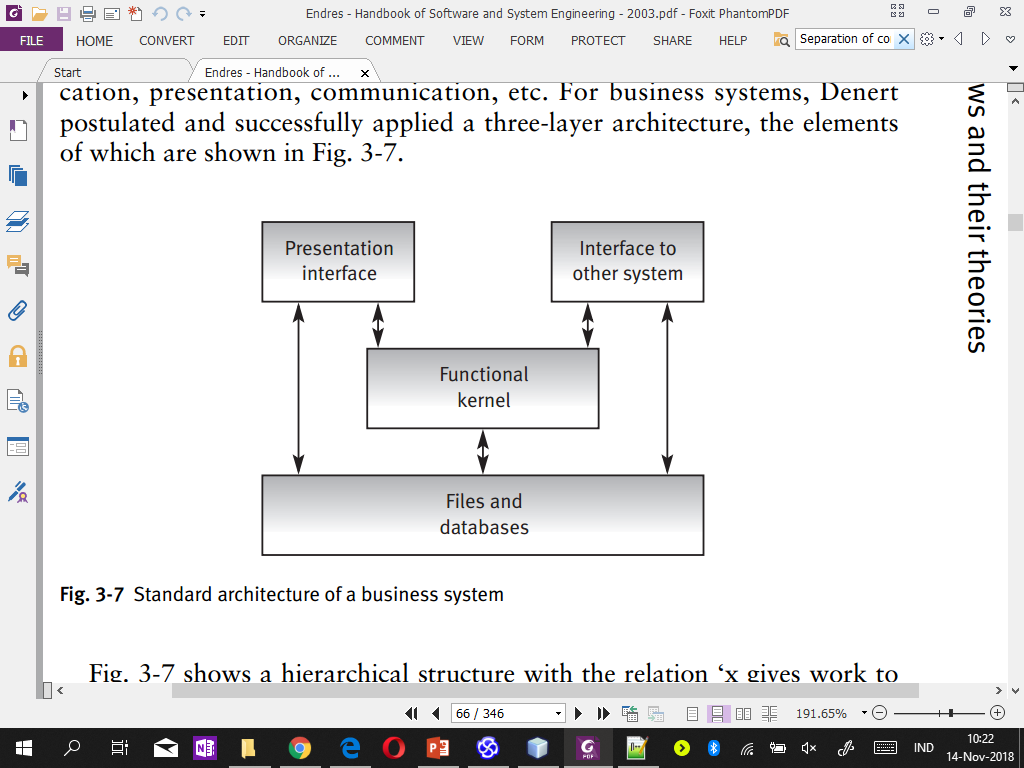 Endres - Handbook of Software and System Engineering - 2003.pdf - Foxit PhantomPDF
FILE HOME CONVERT EDIT ORGANIZE COMMENT VIEW FORM PROTECT SHARE HELP Separation of co
Start Endres - Handbook of ...
cation, presentation, communication, etc. For business systems, Denert
postulated and successfully applied a three-layer architecture, the elements
of which are shown in Fig. 3-7.
ws and their theories
Presentation
interface
Interface to
other system
Functional
kernel
Files and
databases
Fig. 3-7 Standard architecture of a business system
Fig. 3-7 shows a hierarchical structure with the relation ‘x gives work to
66 / 346 191.65%
IND 10:22
14-Nov-2018